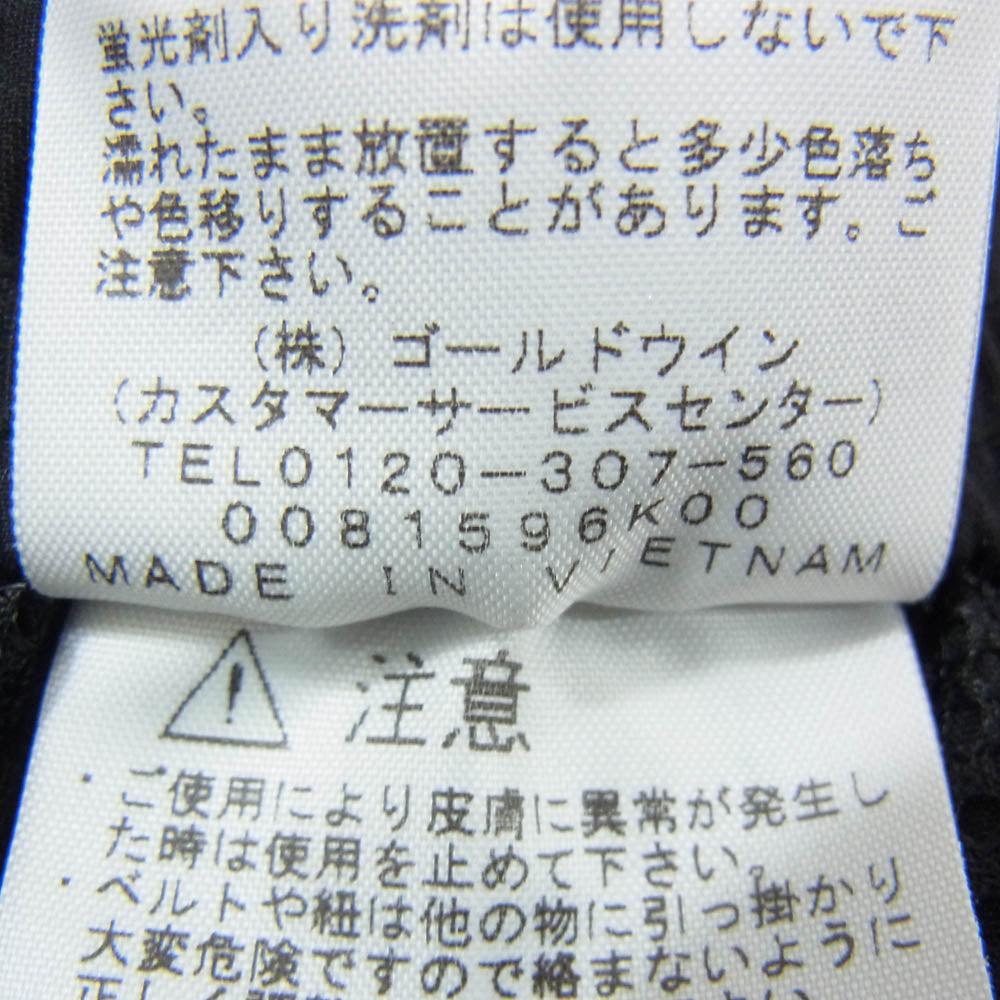 蛍光剤入り洗剤は使用しないで下
さい。
濡れたまま放置すると多少色落ち
や色移りすることがあります。ご
注意下さい。
(株) ゴールドウイン
(カスタマーサービスセンター)
TEL0120-307-560
0081596K00
MADE IN VIETNAM
注意
・ご使用により皮膚に異常が発生し
た時は使用を止めて下さい。
・ベルトや紐は他の物に引っ掛かり
大変危険ですので絡まないように
正しく